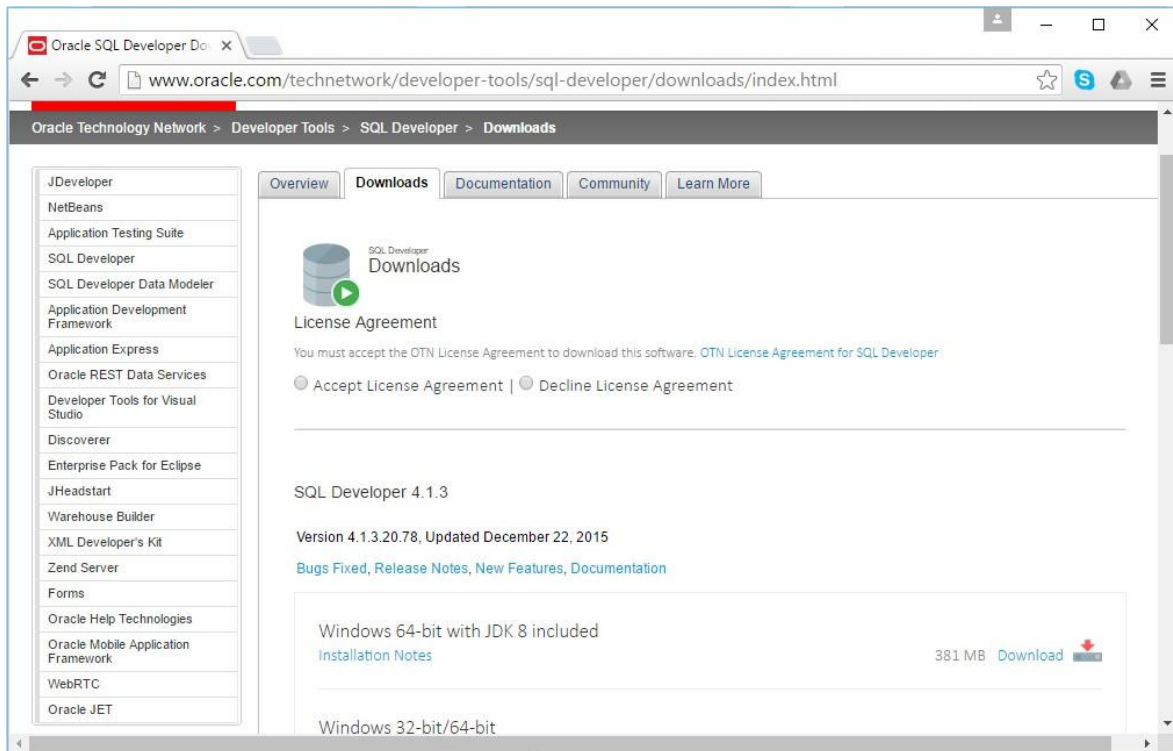 Oracle SQL Developer Do
www.oracle.com/technetwork/developer-tools/sql-developer/downloads/index.html
Oracle Technology Network > Developer Tools > SQL Developer > Downloads
JDeveloper
NetBeans
Application Testing Suite
SQL Developer
SQL Developer Data Modeler
Application Development
Framework
Application Express
Oracle REST Data Services
Developer Tools for Visual
Studio
Discoverer
Enterprise Pack for Eclipse
JHeadstart
Warehouse Builder
XML Developer's Kit
Zend Server
Forms
Oracle Help Technologies
Oracle Mobile Application
Framework
WebRTC
Oracle JET
Overview Downloads Documentation Community Learn More
SQL Developer
Downloads
License Agreement
You must accept the OTN License Agreement to download this software. OTN License Agreement for SQL Developer
Accept License Agreement | Decline License Agreement
SQL Developer 4.1.3
Version 4.1.3.20.78, Updated December 22, 2015
Bugs Fixed, Release Notes, New Features, Documentation
Windows 64-bit with JDK 8 included
Installation Notes 381 MB Download
Windows 32-bit/64-bit